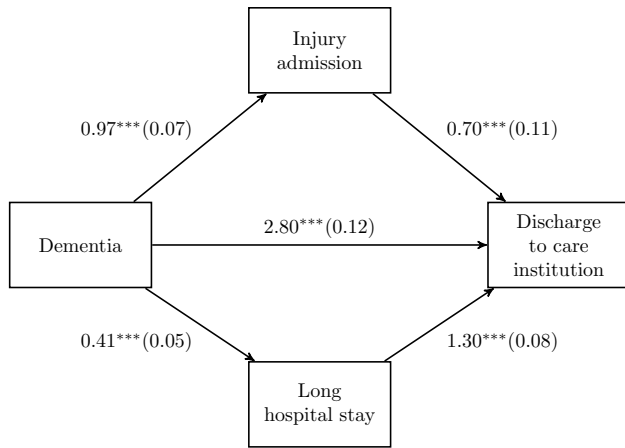 Injury
admission
0.97***(0.07)
0.70***(0.11)
Dementia
2.80***(0.12)
Discharge
to care
institution
0.41***(0.05)
1.30***(0.08)
Long
hospital stay